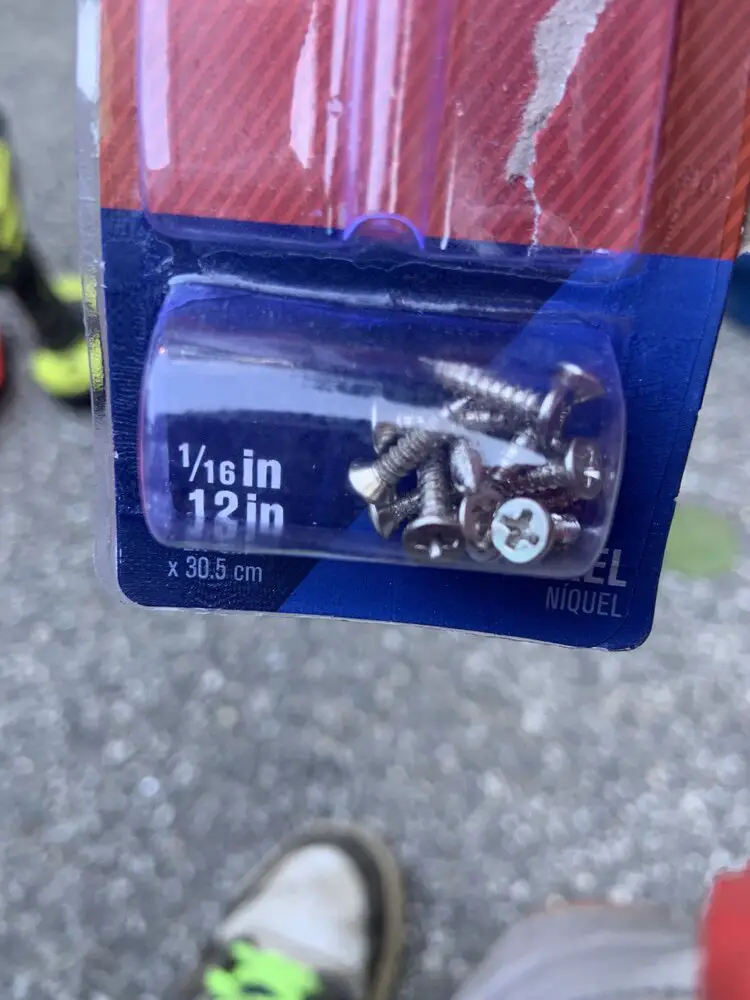 1/16 in
12 in
x 30.5 cm
NÍQUEL